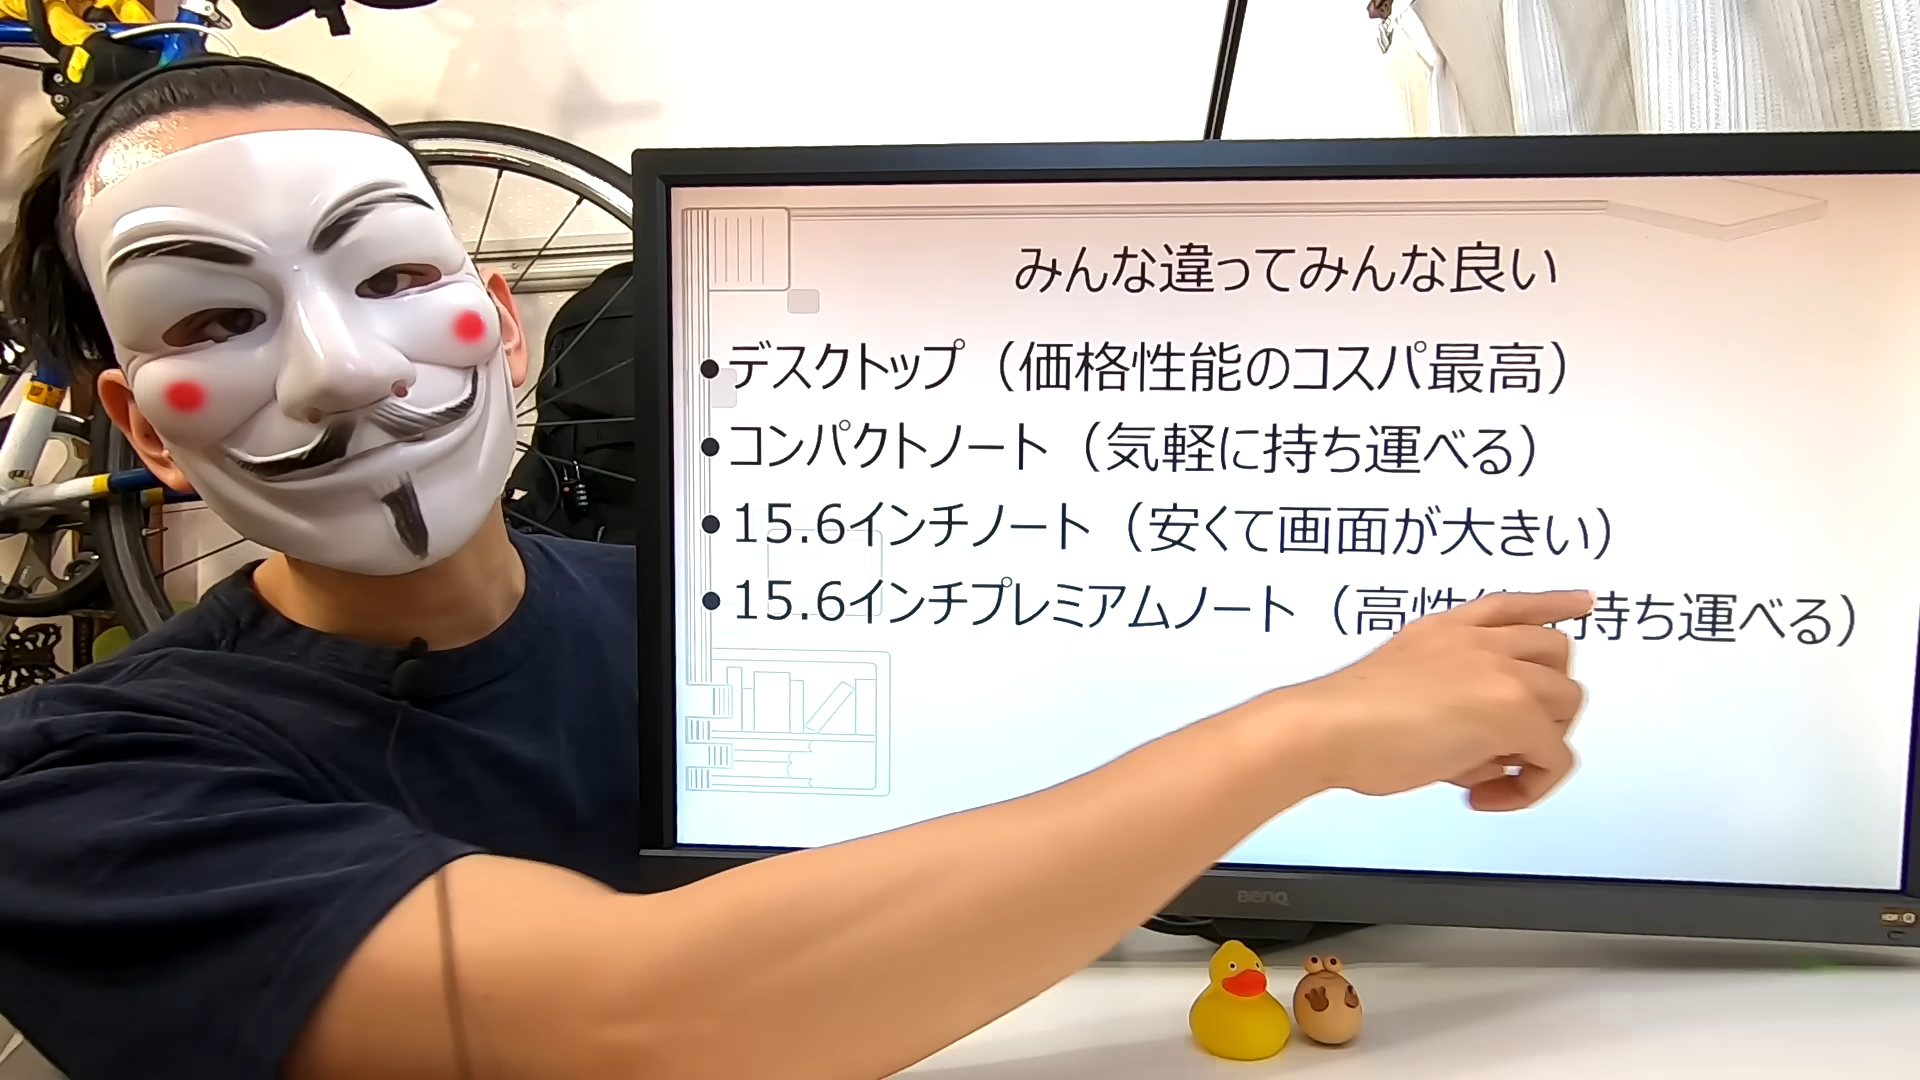 みんな違ってみんな良い
•デスクトップ（価格性能のコスパ最高）
•コンパクトノート（気軽に持ち運べる）
•15.6インチノート（安くて画面が大きい）
•15.6インチプレミアムノート（高性 持ち運べる）
BenQ